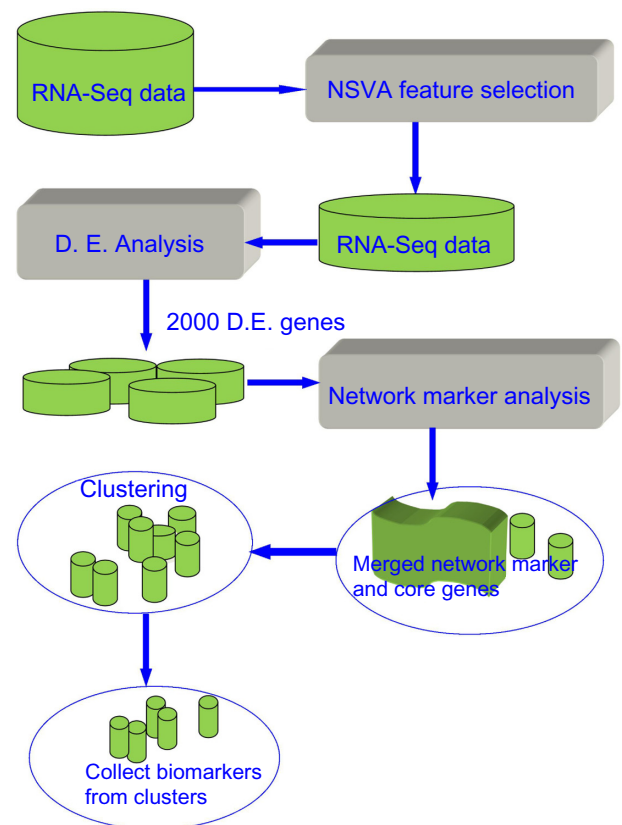 RNA-Seq data
NSVA feature selection
RNA-Seq data
D. E. Analysis
2000 D.E. genes
Network marker analysis
Merged network marker
and core genes
Clustering
Collect biomarkers
from clusters